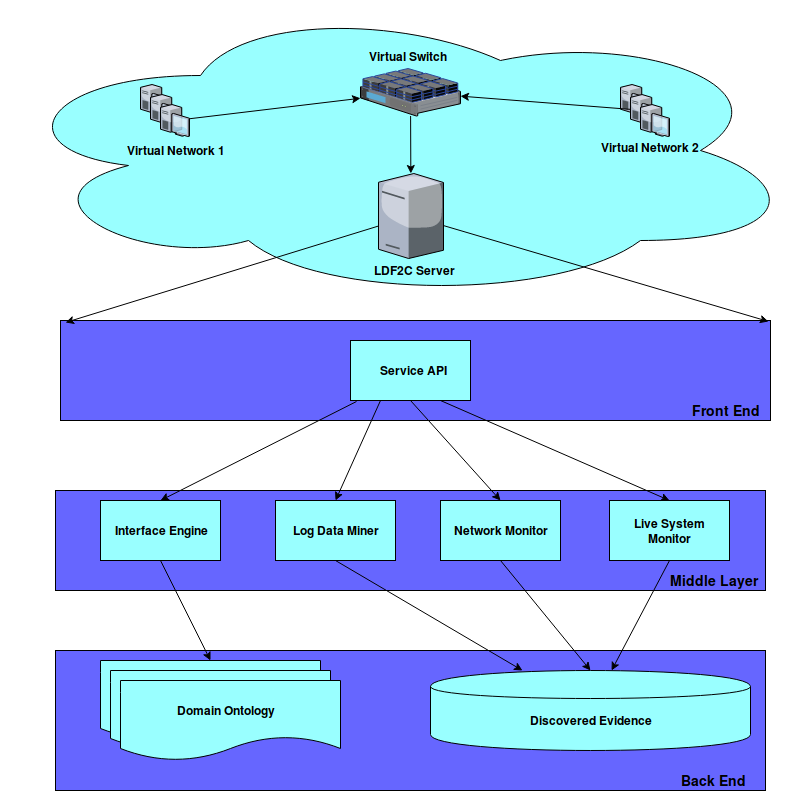 Virtual Switch
Virtual Network 1
Virtual Network 2
LDF2C Server
Service API
Front End
Interface Engine
Log Data Miner
Network Monitor
Live System
Monitor
Middle Layer
Domain Ontology
Discovered Evidence
Back End